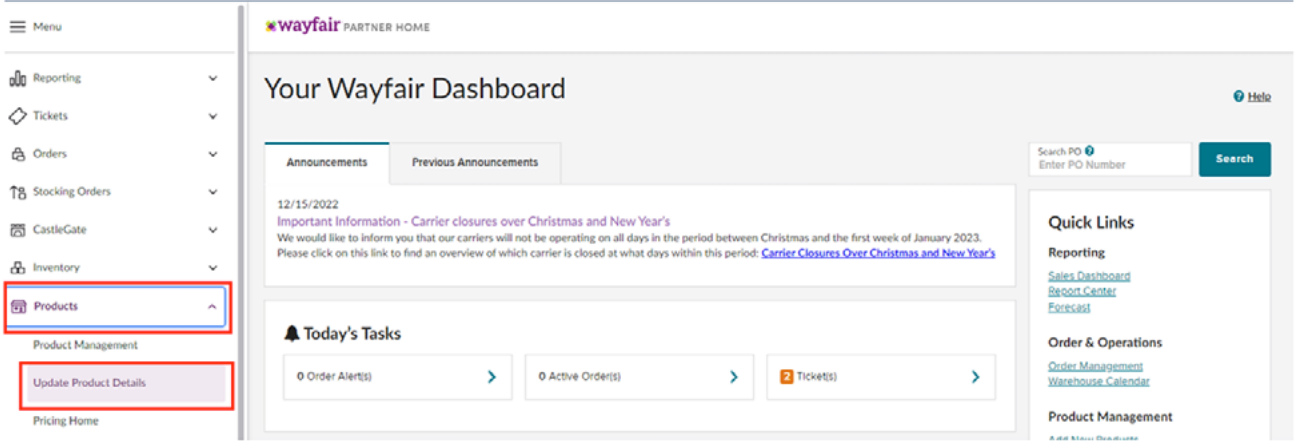 Menu
Reporting
Tickets
Orders
Stocking Orders
CastleGate
Inventory
Products
Product Management
Update Product Details
Pricing Home
wayfair PARTNER HOME
Your Wayfair Dashboard
Help
Announcements
Previous Announcements
12/15/2022
Important Information - Carrier closures over Christmas and New Year's
We would like to inform you that our carriers will not be operating on all days in the period between Christmas and the first week of January 2023.
Please click on this link to find an overview of which carrier is closed at what days within this period: Carrier Closures Over Christmas and New Year's
Today's Tasks
0 Order Alert(s)
0 Active Order(s)
2 Ticket(s)
Search PO
Enter PO Number
Search
Quick Links
Reporting
Sales Dashboard
Report Center
Forecast
Order & Operations
Order Management
Warehouse Calendar
Product Management
Add New Products